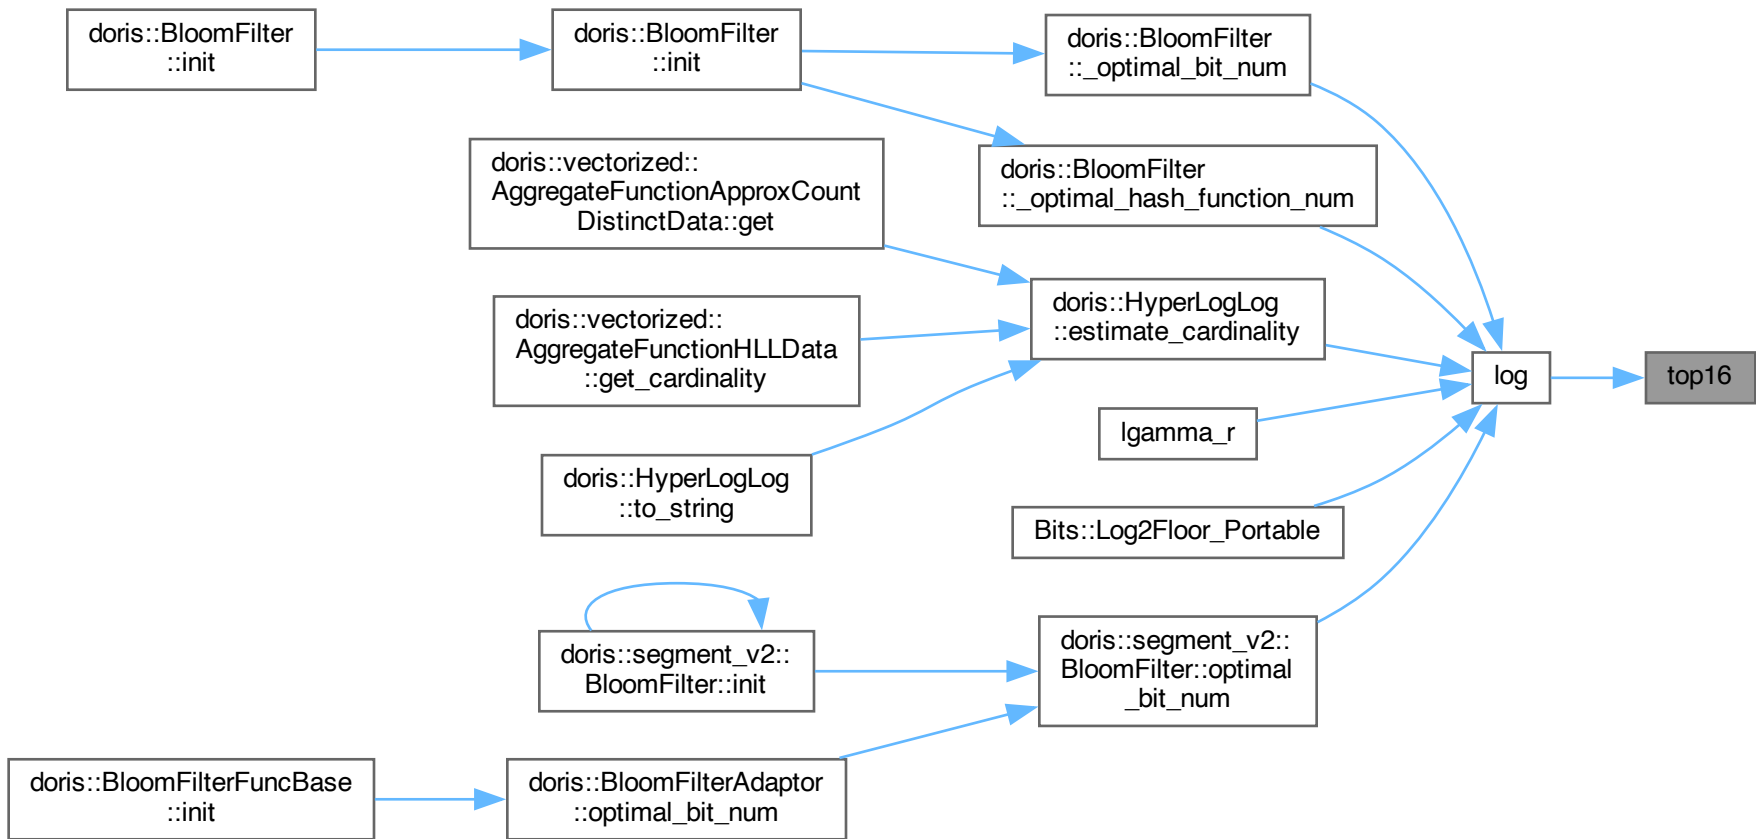 doris::BloomFilter
::init
doris::BloomFilter
::init
doris::BloomFilter
::_optimal_bit_num
doris::vectorized::
AggregateFunctionApproxCount
DistinctData::get
doris::BloomFilter
::_optimal_hash_function_num
doris::vectorized::
AggregateFunctionHLLData
::get_cardinality
doris::HyperLogLog
::estimate_cardinality
log
top16
lgamma_r
doris::HyperLogLog
::to_string
Bits::Log2Floor_Portable
doris::segment_v2::
BloomFilter::init
doris::segment_v2::
BloomFilter::optimal
_bit_num
doris::BloomFilterFuncBase
::init
doris::BloomFilterAdaptor
::optimal_bit_num